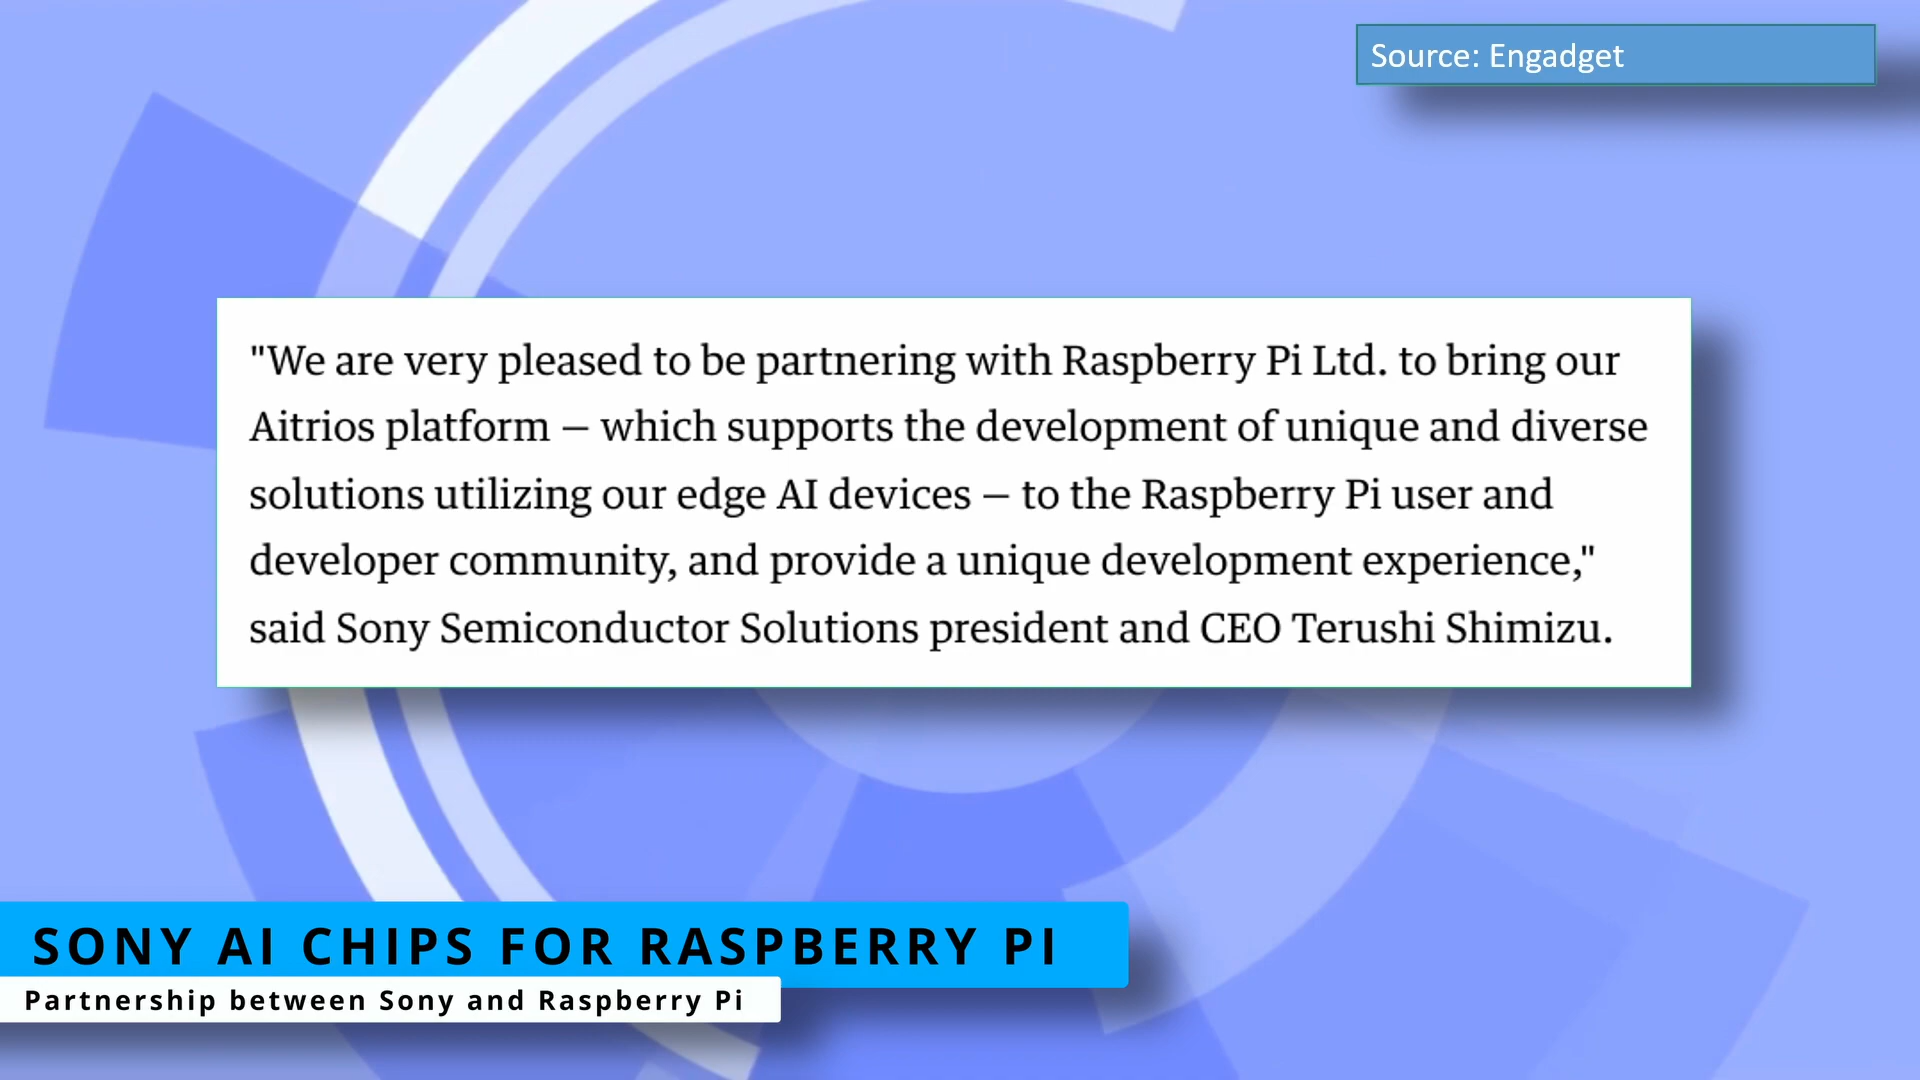 Source: Engadget
"We are very pleased to be partnering with Raspberry Pi Ltd. to bring our
Aitrios platform — which supports the development of unique and diverse
solutions utilizing our edge AI devices — to the Raspberry Pi user and
developer community, and provide a unique development experience,"
said Sony Semiconductor Solutions president and CEO Terushi Shimizu.
SONY AI CHIPS FOR RASPBERRY PI
Partnership between Sony and Raspberry Pi